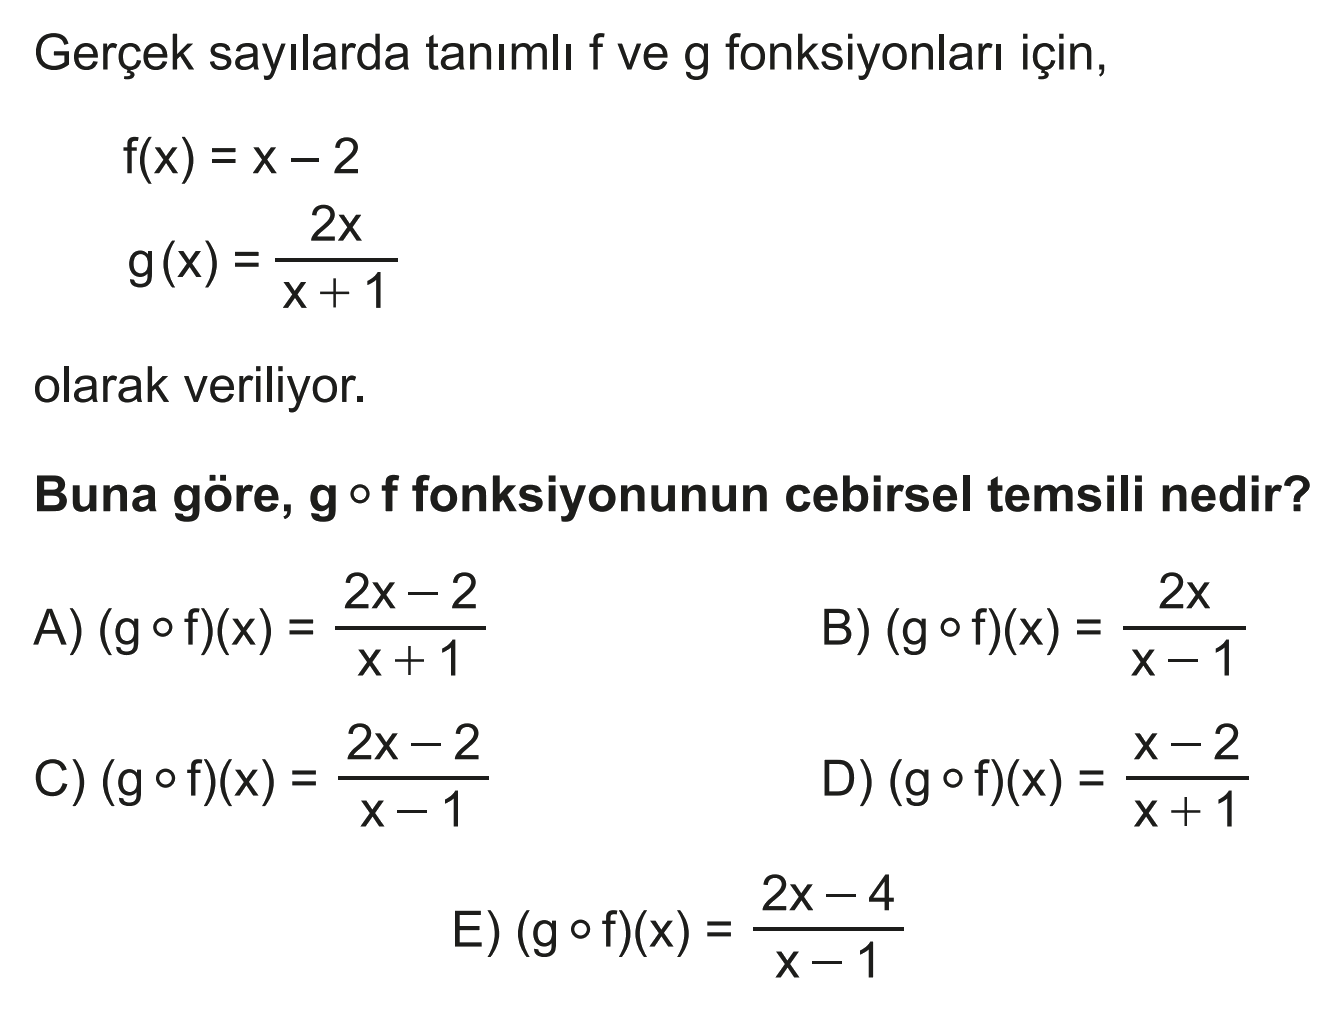 Gerçek sayılarda tanımlı f ve g fonksiyonları için,
f(x) = x – 2
g(x) = 2x / (x + 1)
olarak veriliyor.
Buna göre, g∘f fonksiyonunun cebirsel temsili nedir?
A) (g∘f)(x) = (2x – 2) / (x + 1)
B) (g∘f)(x) = 2x / (x – 1)
C) (g∘f)(x) = (2x – 2) / (x – 1)
D) (g∘f)(x) = (x – 2) / (x + 1)
E) (g∘f)(x) = (2x – 4) / (x – 1)